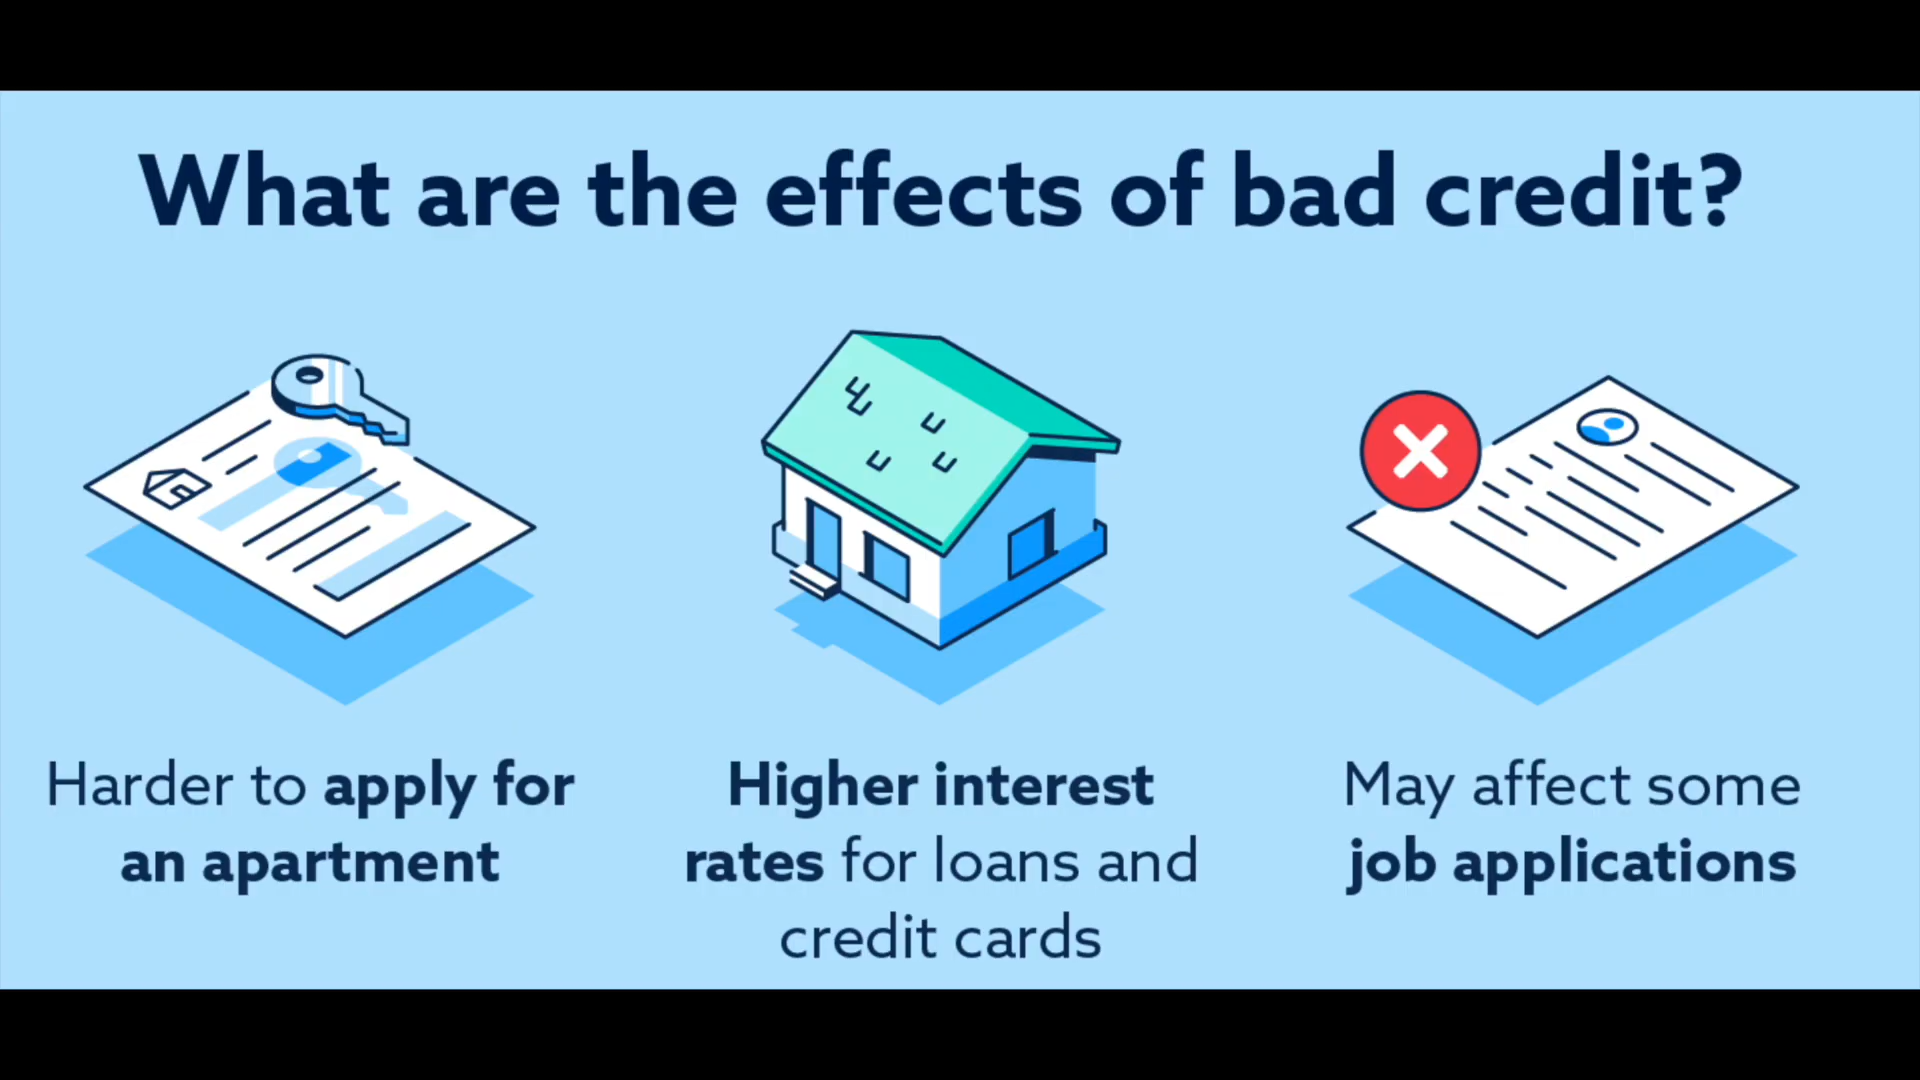 What are the effects of bad credit?
Harder to apply for
an apartment
Higher interest
rates for loans and
credit cards
May affect some
job applications